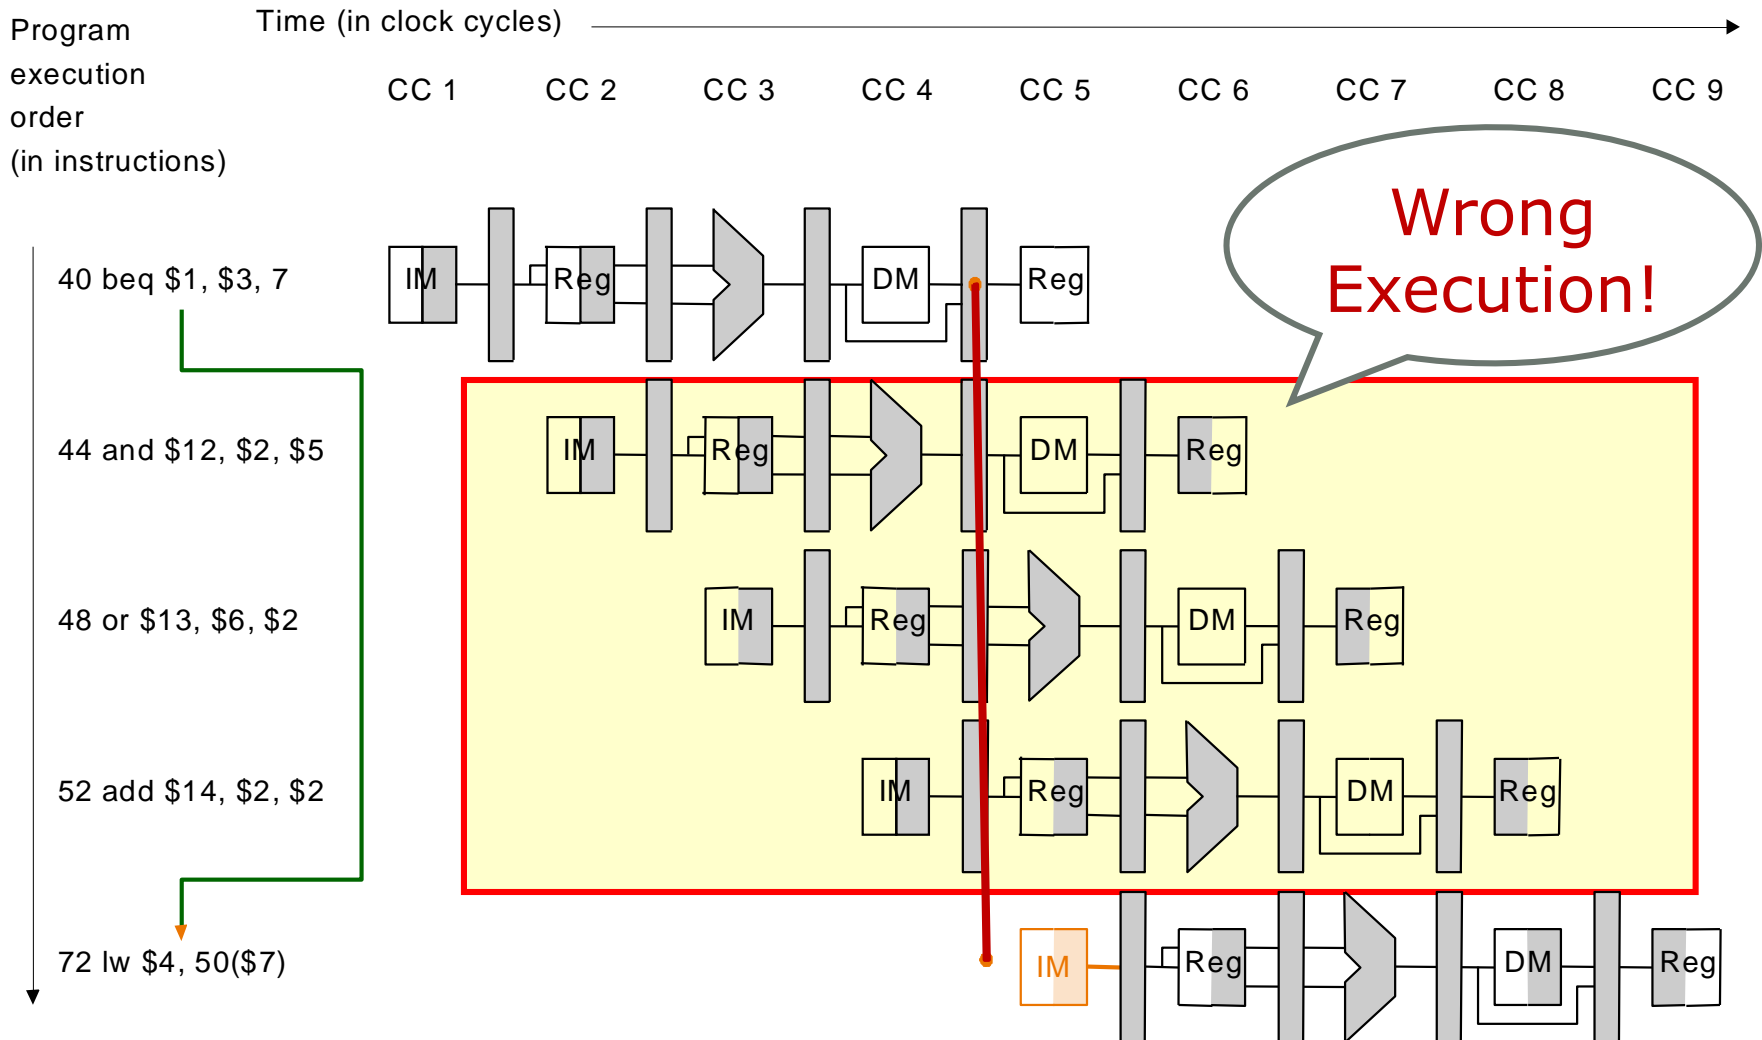 Program
execution
order
(in instructions)
Time (in clock cycles)
CC 1 CC 2 CC 3 CC 4 CC 5 CC 6 CC 7 CC 8 CC 9
Wrong
Execution!
40 beq $1, $3, 7
IM Reg DM Reg
44 and $12, $2, $5
IM Reg DM Reg
48 or $13, $6, $2
IM Reg DM Reg
52 add $14, $2, $2
IM Reg DM Reg
72 lw $4, 50($7)
IM Reg DM Reg